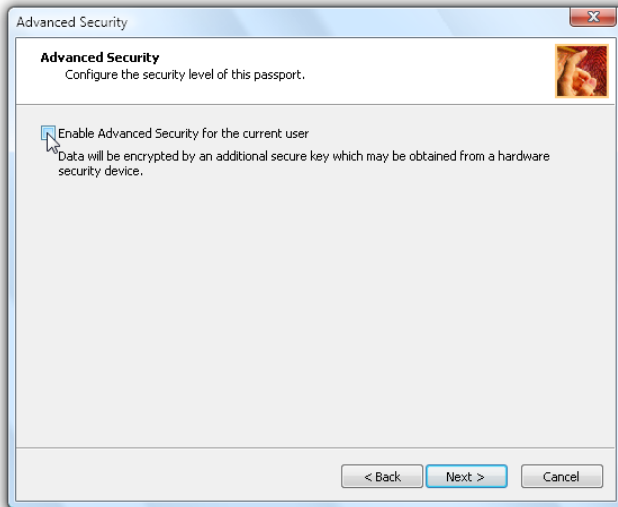 Advanced Security
Advanced Security
Configure the security level of this passport.
Enable Advanced Security for the current user
Data will be encrypted by an additional secure key which may be obtained from a hardware
security device.
< Back
Next >
Cancel